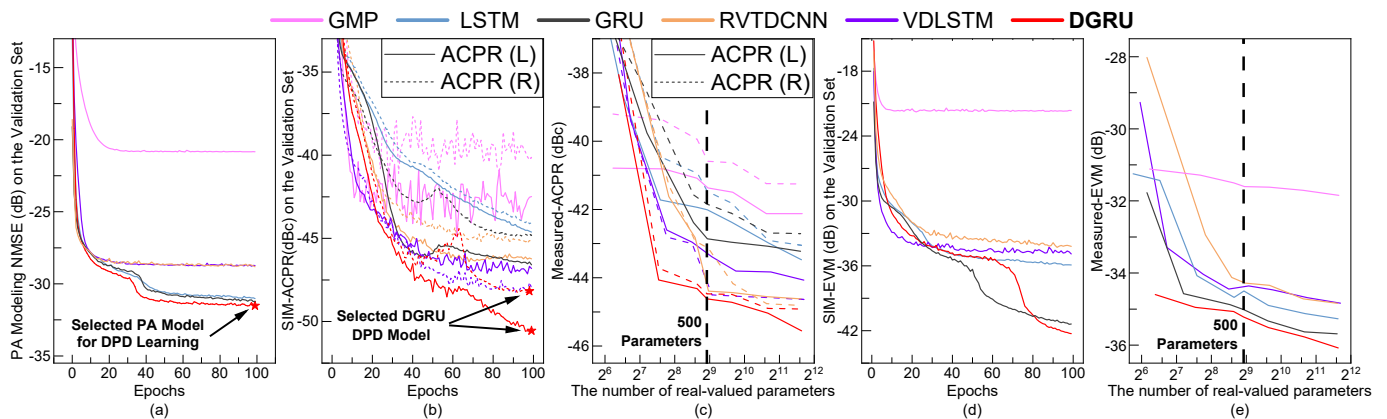 GMP LSTM GRU RVTDCNN VDLSTM DGRU
PA Modeling NMSE (dB) on the Validation Set
-15
-20
-25
-30
-35
Selected PA Model
for DPD Learning
0 20 40 60 80 100
Epochs
(a)
SIM-ACPR(dBc) on the Validation Set
-35
-40
-45
-50
ACPR (L)
ACPR (R)
Selected DGRU
DPD Model
0 20 40 60 80 100
Epochs
(b)
Measured-ACPR (dBc)
-38
-40
-42
-44
-46
ACPR (L)
ACPR (R)
500
Parameters
2^6 2^7 2^8 2^9 2^10 2^11 2^12
The number of real-valued parameters
(c)
SIM-EVM (dB) on the Validation Set
-18
-24
-30
-36
-42
0 20 40 60 80 100
Epochs
(d)
Measured-EVM (dB)
-28
-30
-32
-34
-36
500
Parameters
2^6 2^7 2^8 2^9 2^10 2^11 2^12
The number of real-valued parameters
(e)